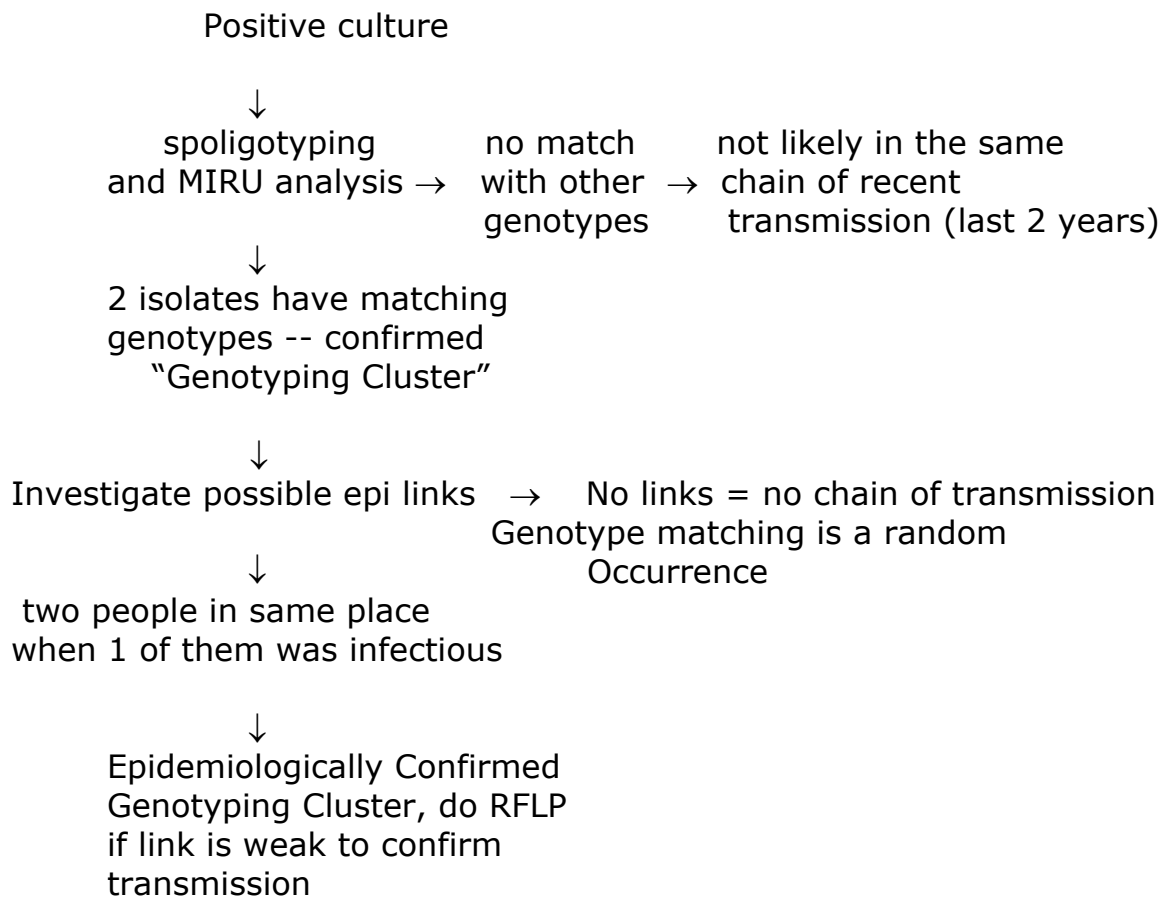 Positive culture
↓
spoligotyping no match not likely in the same
and MIRU analysis → with other → chain of recent
genotypes transmission (last 2 years)
↓
2 isolates have matching
genotypes -- confirmed
“Genotyping Cluster”
↓
Investigate possible epi links → No links = no chain of transmission
Genotype matching is a random
↓ Occurrence
two people in same place
when 1 of them was infectious
↓
Epidemiologically Confirmed
Genotyping Cluster, do RFLP
if link is weak to confirm
transmission